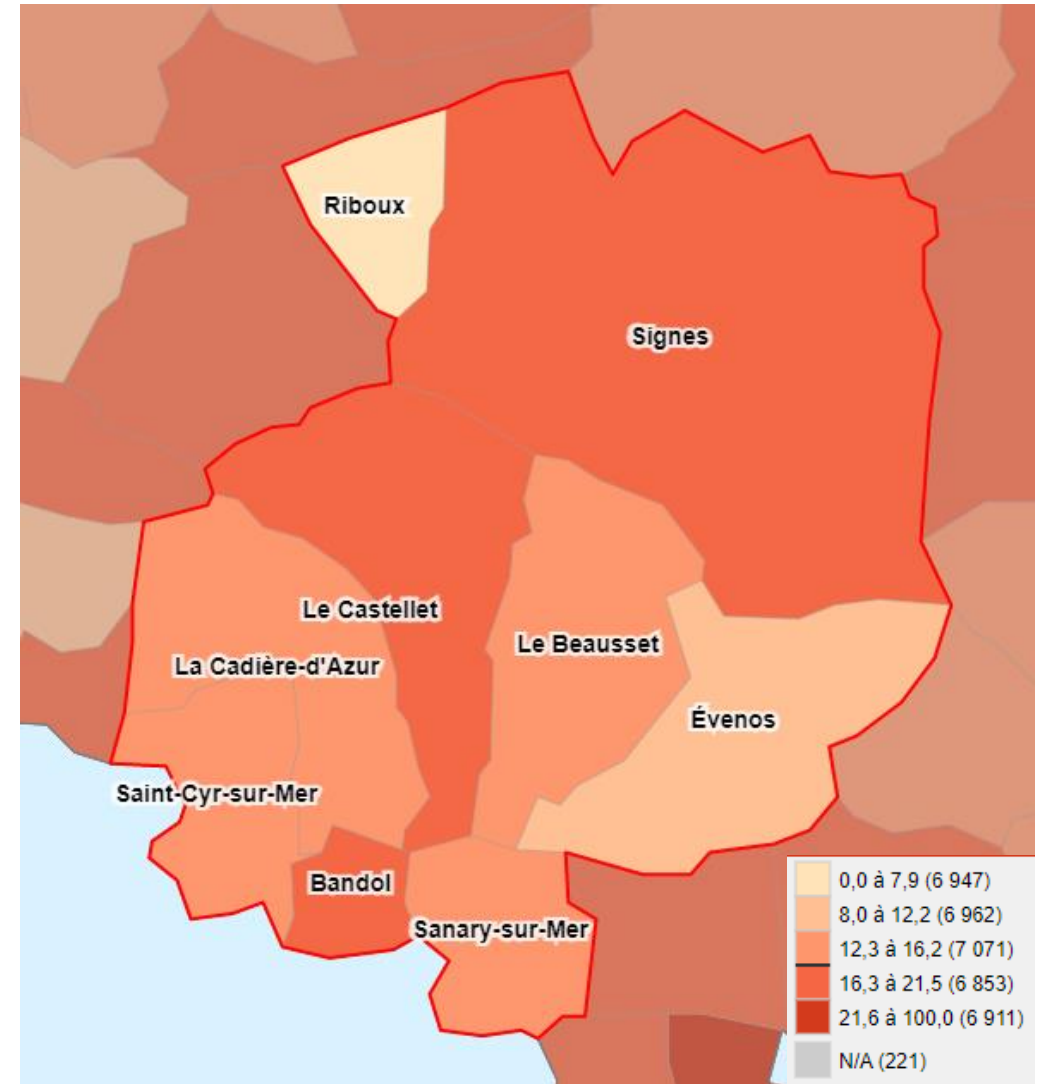 Riboux
Signes
Le Castellet
Le Beausset
La Cadière-d'Azur
Évenos
Saint-Cyr-sur-Mer
Bandol
Sanary-sur-Mer
0,0 à 7,9 (6 947)
8,0 à 12,2 (6 962)
12,3 à 16,2 (7 071)
16,3 à 21,5 (6 853)
21,6 à 100,0 (6 911)
N/A (221)